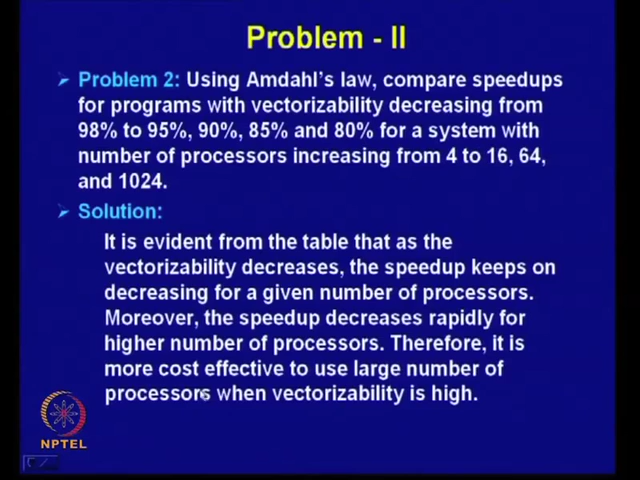 Problem - II
Problem 2: Using Amdahl's law, compare speedups
for programs with vectorizability decreasing from
98% to 95%, 90%, 85% and 80% for a system with
number of processors increasing from 4 to 16, 64,
and 1024.
Solution:
It is evident from the table that as the
vectorizability decreases, the speedup keeps on
decreasing for a given number of processors.
Moreover, the speedup decreases rapidly for
higher number of processors. Therefore, it is
more cost effective to use large number of
processors when vectorizability is high.
NPTEL